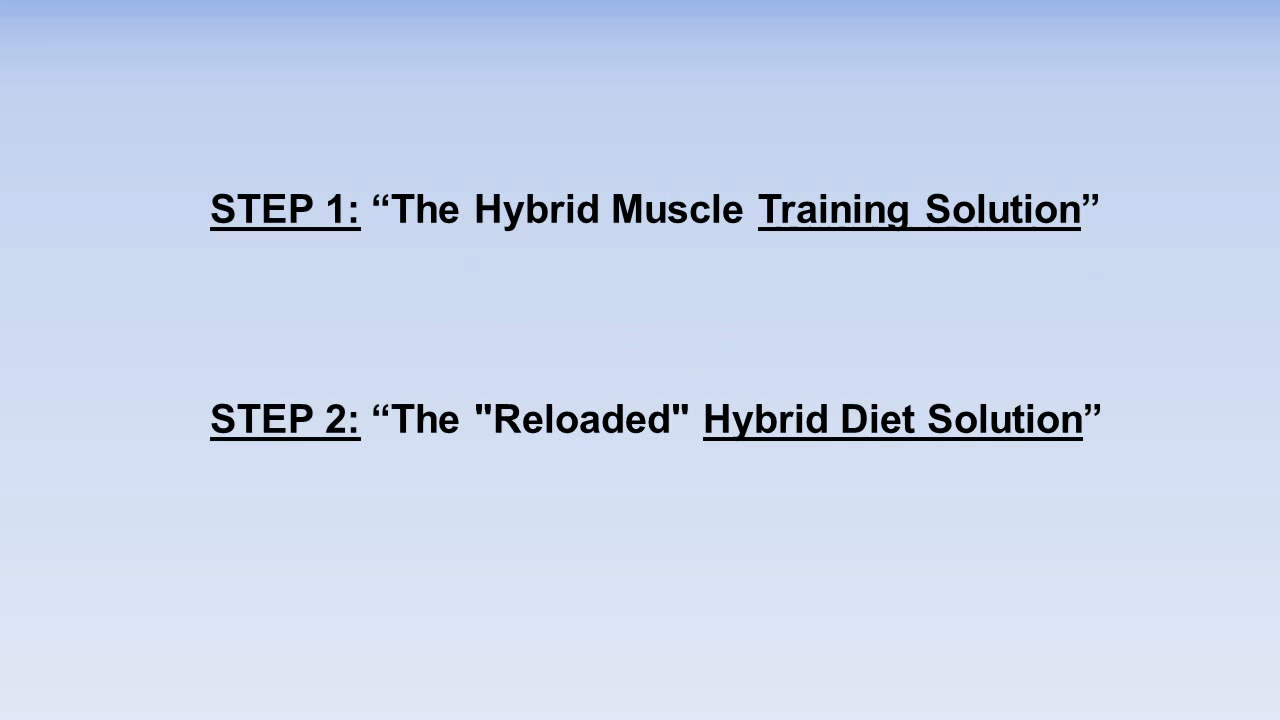 STEP 1: “The Hybrid Muscle Training Solution”
STEP 2: “The "Reloaded" Hybrid Diet Solution”